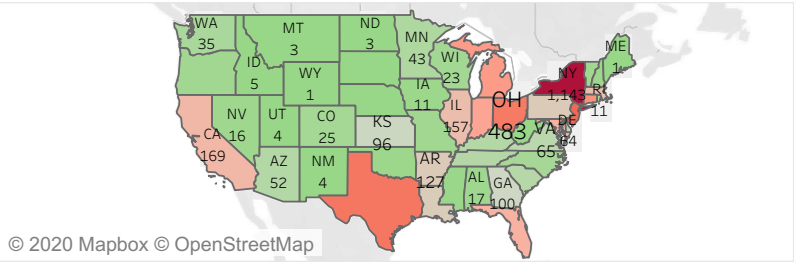 WA
35
MT
3
ND
3
MN
43
ME
1
ID
5
WY
1
WI
23
NY
1,143
IA
11
IL
157
OH
483
RI
11
NV
16
UT
4
CO
25
KS
96
CA
169
VA
65
DE
64
AZ
52
NM
4
AR
127
AL
17
GA
100
© 2020 Mapbox © OpenStreetMap